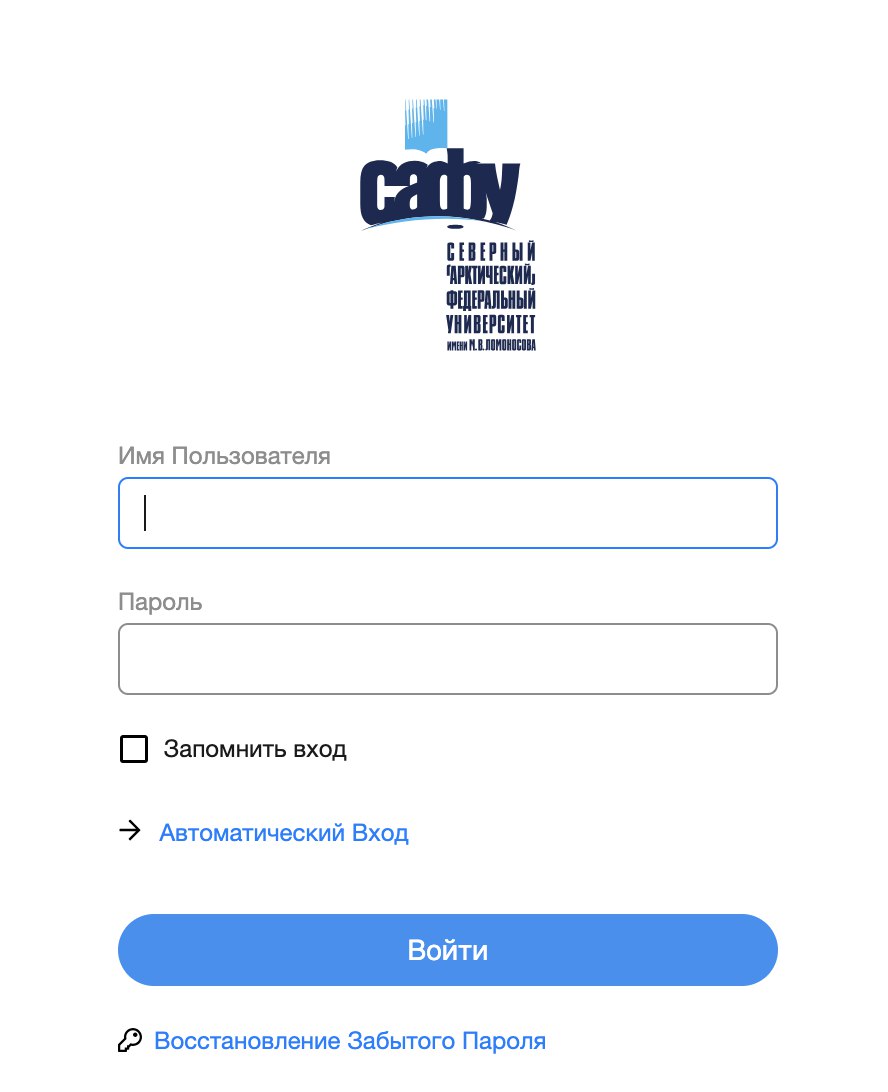 сафу
СЕВЕРНЫЙ
(АРКТИЧЕСКИЙ)
ФЕДЕРАЛЬНЫЙ
УНИВЕРСИТЕТ
ИМЕНИ М.В.ЛОМОНОСОВА
Имя Пользователя
Пароль
Запомнить вход
Автоматический Вход
Войти
Восстановление Забытого Пароля